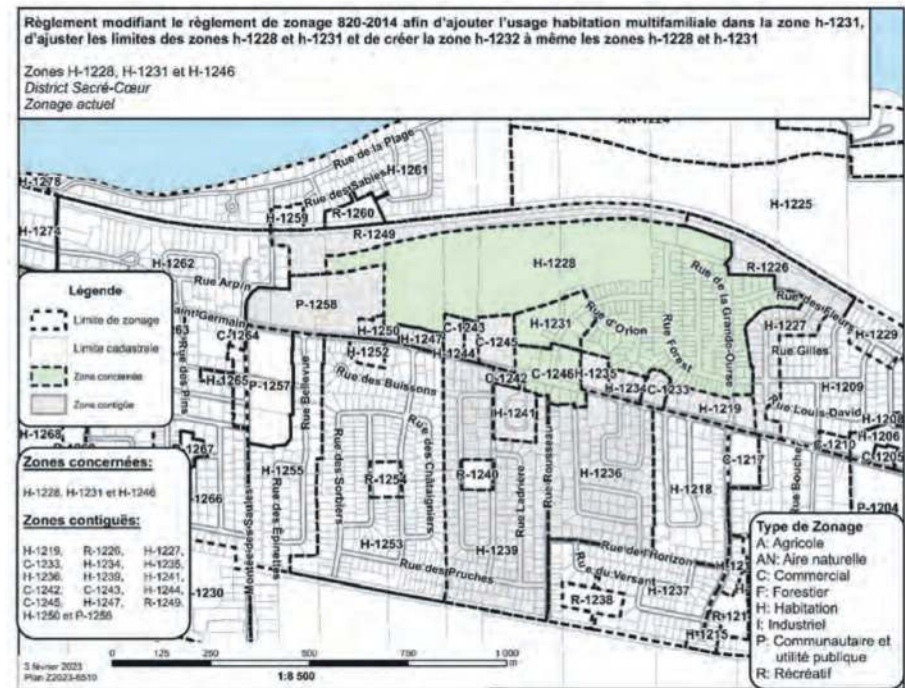 Règlement modifiant le règlement de zonage 820-2014 afin d'ajouter l'usage habitation multifamiliale dans la zone h-1231,
d'ajuster les limites des zones h-1228 et h-1231 et de créer la zone h-1232 à même les zones h-1228 et h-1231
Zones H-1228, H-1231 et H-1246
District Sacré-Cœur
Zonage actuel
AN-1224
Rue de la Plage
Rue des Sables
H-1261
H-1278
H-1259
R-1260
H-1225
H-1274
R-1249
H-1262
H-1228
R-1226
Rue Arpin
P-1258
Rue de la Grande-Ourse
Rue des Fleurs
Légende
Limite de zonage
Limite cadastrale
Zone concernée
Zone contiguë
Saint-Germain
C-1264
H-1250
H-1247
C-1243
H-1244
C-1245
H-1231
Rue d'Orion
Rue Forest
H-1227
H-1229
Rue Gilles
Rue des Pins
H-1265
P-1257
H-1252
Rue Bellevue
Rue des Buissons
C-1242
C-1246
H-1235
H-1234
C-1233
H-1219
H-1209
Rue Louis-David
H-1208
H-1206
C-1205
C-1210
H-1268
1267
H-1241
Zones concernées:
H-1228, H-1231 et H-1246
1266
H-1255
Rue des Épinettes
Rue des Sorbiers
R-1254
Rue des Châtaigniers
R-1240
Rue Ladrière
Rue Rousseau
H-1236
H-1218
C-1217
P-1204
Zones contiguës:
H-1219, R-1226, H-1227,
C-1233, H-1234, H-1235,
H-1236, H-1239, H-1241,
C-1242, C-1243, H-1244,
C-1245, H-1247, R-1249,
H-1250 et P-1258
1230
H-1253
H-1239
Rue des Pruches
Rue de l'Horizon
Rue du Versant
H-1237
R-1238
H-1215
Type de Zonage
A: Agricole
AN: Aire naturelle
C: Commercial
F: Forestier
H: Habitation
I: Industriel
P: Communautaire et
utilité publique
R: Récréatif
3 février 2023
Plan Z2023-6510
0 125 250 500 750 1 000 m
1:8 500